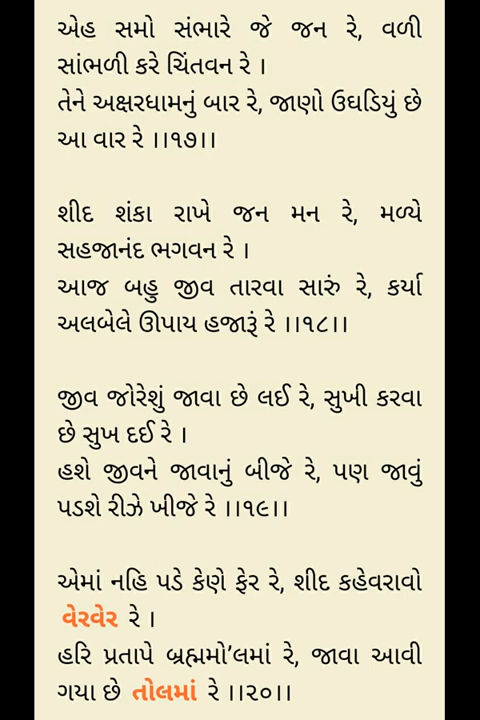 એહ સમો સંભારે જે જન રે, વળી
સાંભળી કરે ચિંતવન રે ।
તેને અક્ષરધામનું બાર રે, જાણો ઉઘડિયું છે
આ વાર રે ।।૧૭।।
શીદ શંકા રાખે જન મન રે, મળ્યે
સહજાનંદ ભગવન રે ।
આજ બહુ જીવ તારવા સારું રે, કર્યા
અલબેલે ઊપાય હજારૂં રે ।।૧૮।।
જીવ જોરેશું જાવા છે લઈ રે, સુખી કરવા
છે સુખ દઈ રે ।
હશે જીવને જાવાનું બીજે રે, પણ જાવું
પડશે રીઝે ખીજે રે ।।૧૯।।
એમાં નહિ પડે કેણે ફેર રે, શીદ કહેવરાવો
વેરવેર રે ।
હરિ પ્રતાપે બ્રહ્મમો’લમાં રે, જાવા આવી
ગયા છે તોલમાં રે ।।૨૦।।